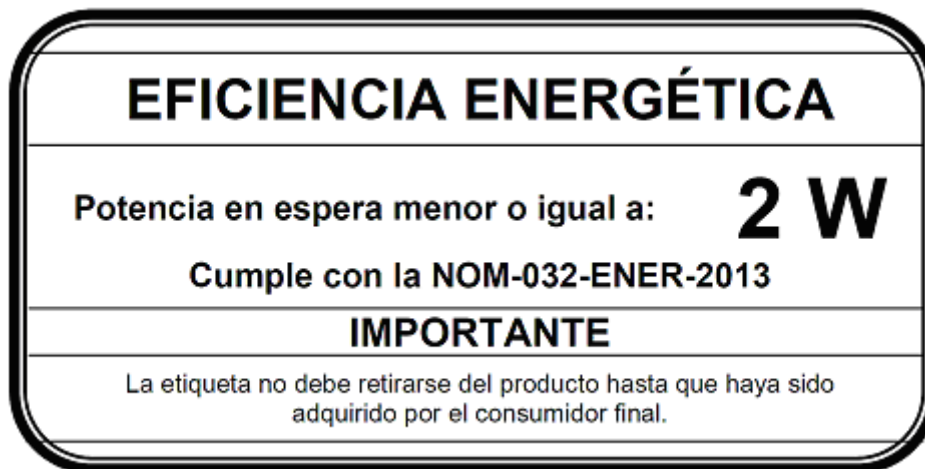 EFICIENCIA ENERGÉTICA
Potencia en espera menor o igual a: 2 W
Cumple con la NOM-032-ENER-2013
IMPORTANTE
La etiqueta no debe retirarse del producto hasta que haya sido
adquirido por el consumidor final.